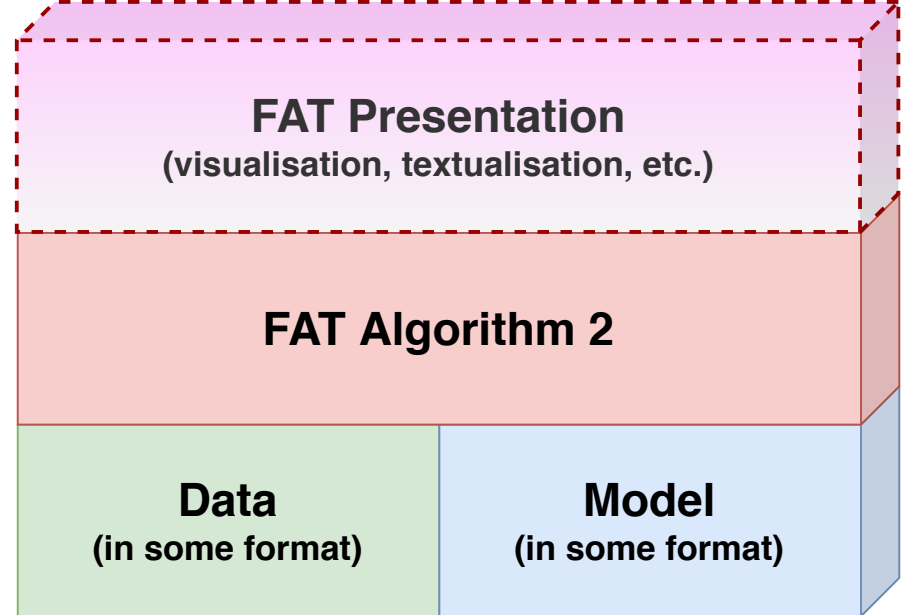 FAT Presentation
(visualisation, textualisation, etc.)
FAT Algorithm 2
Data
(in some format)
Model
(in some format)